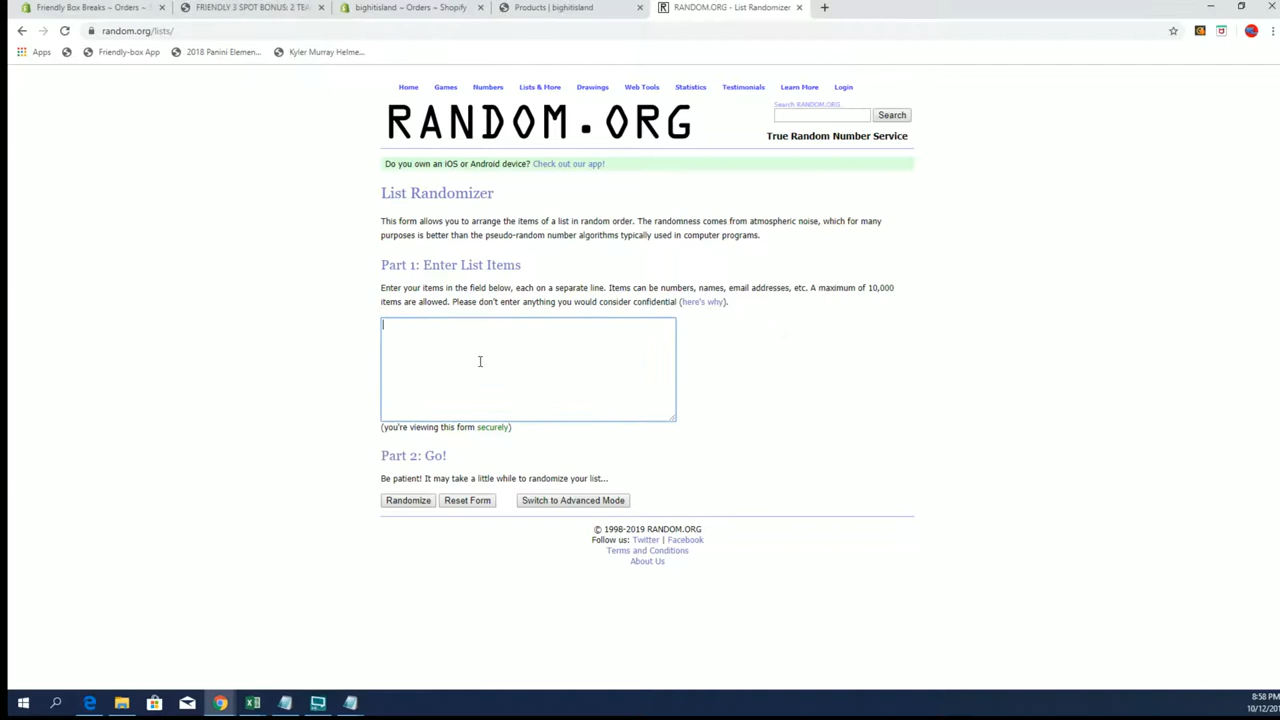 Friendly Box Breaks ~ Orders ~ S
FRIENDLY 3 SPOT BONUS: 2 TEA
bighitisland ~ Orders ~ Shopify
Products | bighitisland
RANDOM.ORG - List Randomizer
random.org/lists/
Apps
Friendly-box App
2018 Panini Elemen...
Kyler Murray Helme...
Home
Games
Numbers
Lists & More
Drawings
Web Tools
Statistics
Testimonials
Learn More
Login
RANDOM.ORG
Search RANDOM.ORG
Search
True Random Number Service
Do you own an iOS or Android device? Check out our app!
List Randomizer
This form allows you to arrange the items of a list in random order. The randomness comes from atmospheric noise, which for many
purposes is better than the pseudo-random number algorithms typically used in computer programs.
Part 1: Enter List Items
Enter your items in the field below, each on a separate line. Items can be numbers, names, email addresses, etc. A maximum of 10,000
items are allowed. Please don't enter anything you would consider confidential (here's why).
(you're viewing this form securely)
Part 2: Go!
Be patient! It may take a little while to randomize your list...
Randomize
Reset Form
Switch to Advanced Mode
© 1998-2019 RANDOM.ORG
Follow us: Twitter | Facebook
Terms and Conditions
About Us
8:58 PM
10/12/201